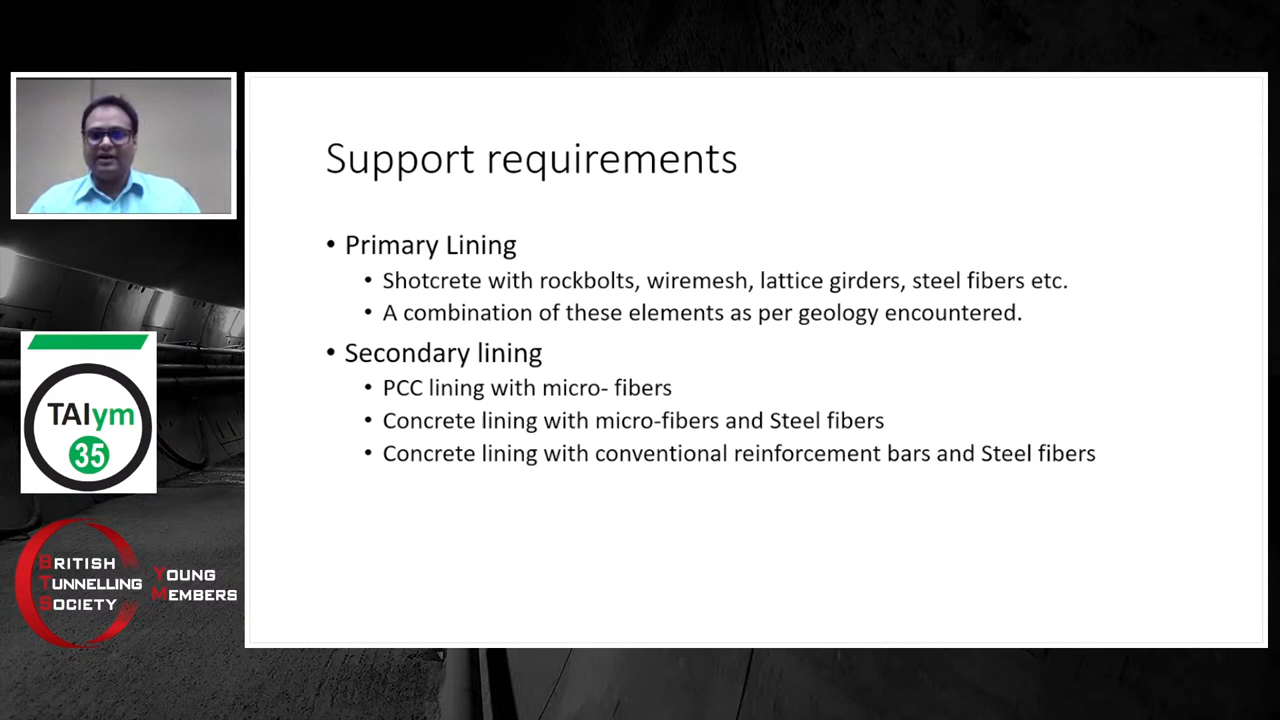 Support requirements
• Primary Lining
• Shotcrete with rockbolts, wiremesh, lattice girders, steel fibers etc.
• A combination of these elements as per geology encountered.
• Secondary lining
• PCC lining with micro- fibers
• Concrete lining with micro-fibers and Steel fibers
• Concrete lining with conventional reinforcement bars and Steel fibers
TAIym
35
BRITISH
TUNNELLING
SOCIETY
YOUNG
MEMBERS